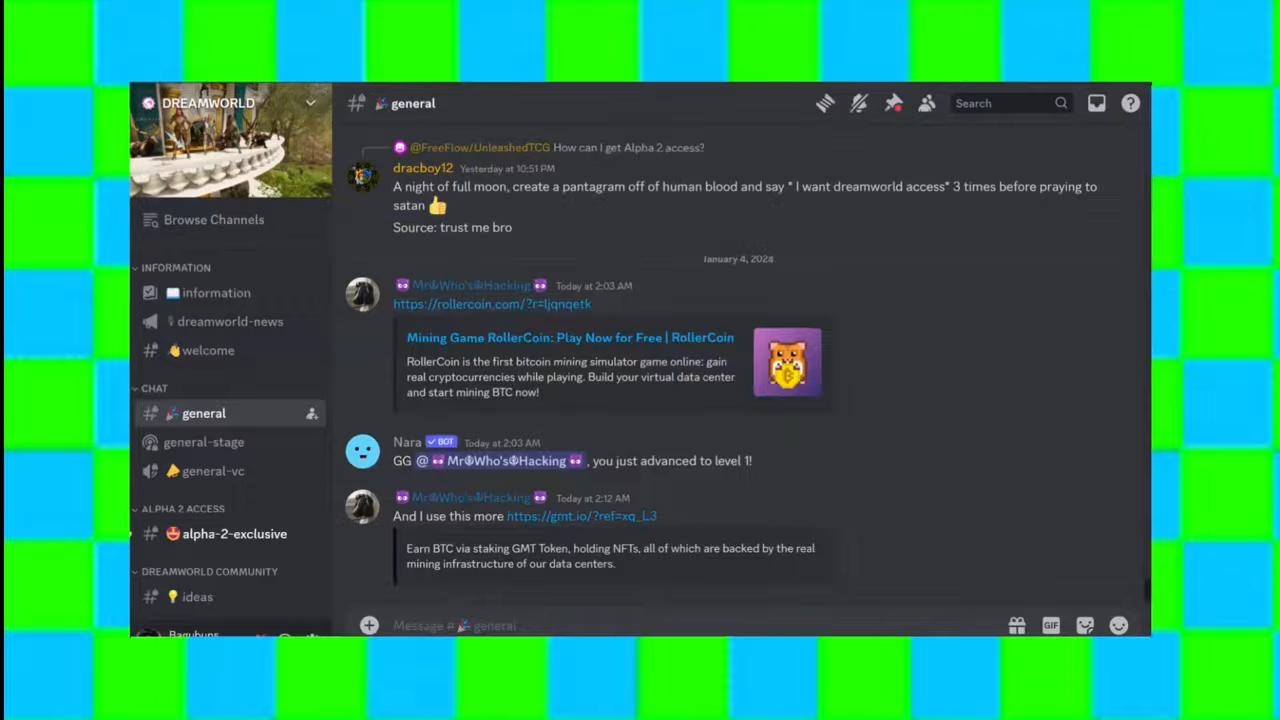 DREAMWORLD
general
Search
@FreeFlow/UnleashedTCG How can I get Alpha 2 access?
dracboy12 Yesterday at 10:51 PM
A night of full moon, create a pantagram off of human blood and say * I want dreamworld access* 3 times before praying to
satan 👍
Source: trust me bro
January 4, 2024
Mr☬Who's☬Hacking Today at 2:03 AM
https://rollercoin.com/?r=ljqnqetk
Mining Game RollerCoin: Play Now for Free | RollerCoin
RollerCoin is the first bitcoin mining simulator game online: gain
real cryptocurrencies while playing. Build your virtual data center
and start mining BTC now!
Nara ✓ BOT Today at 2:03 AM
GG @ Mr☬Who's☬Hacking , you just advanced to level 1!
Mr☬Who's☬Hacking Today at 2:12 AM
And I use this more https://gmt.io/?ref=xq_L3
Earn BTC via staking GMT Token, holding NFTs, all of which are backed by the real
mining infrastructure of our data centers.
Message # general
GIF
Browse Channels
INFORMATION
information
dreamworld-news
welcome
CHAT
general
general-stage
general-vc
ALPHA 2 ACCESS
alpha-2-exclusive
DREAMWORLD COMMUNITY
ideas
Bagubuns